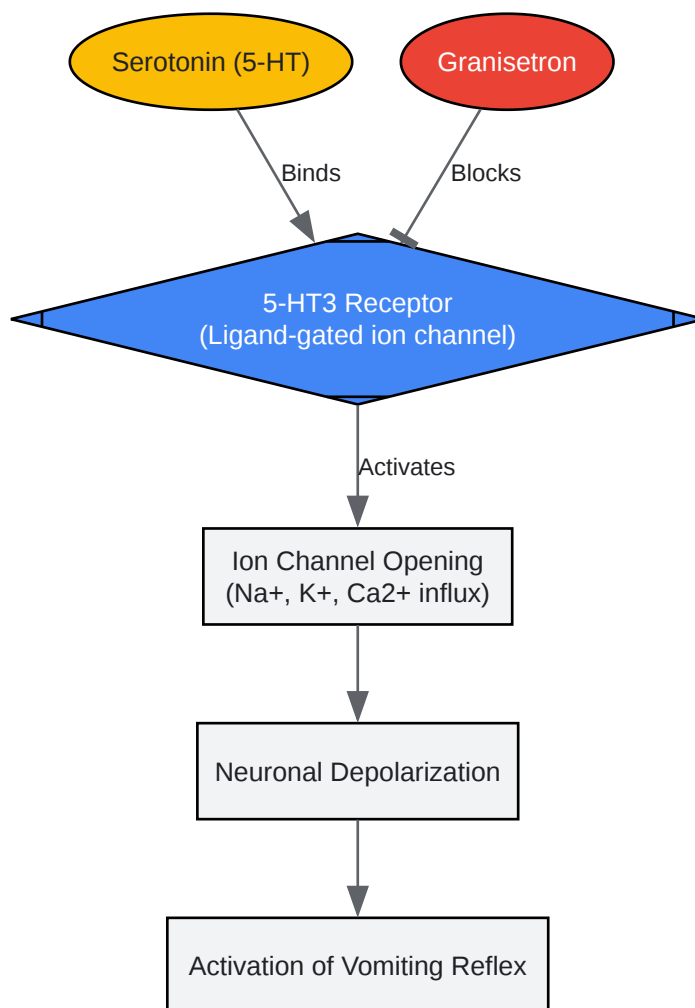 Serotonin (5-HT)
Granisetron
Binds
Blocks
5-HT3 Receptor
(Ligand-gated ion channel)
Activates
Ion Channel Opening
(Na+, K+, Ca2+ influx)
Neuronal Depolarization
Activation of Vomiting Reflex